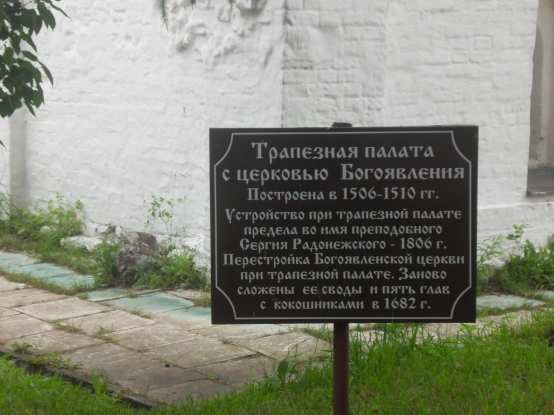 Трапезная палата
с церковью Богоявления
Построена в 1506-1510 гг.
Устройство при трапезной палате
предела во имя преподобного
Сергия Радонежского - 1806 г.
Перестройка Богоявленской церкви
при трапезной палате. Заново
сложены ее своды и пять глав
с кокошниками в 1682 г.